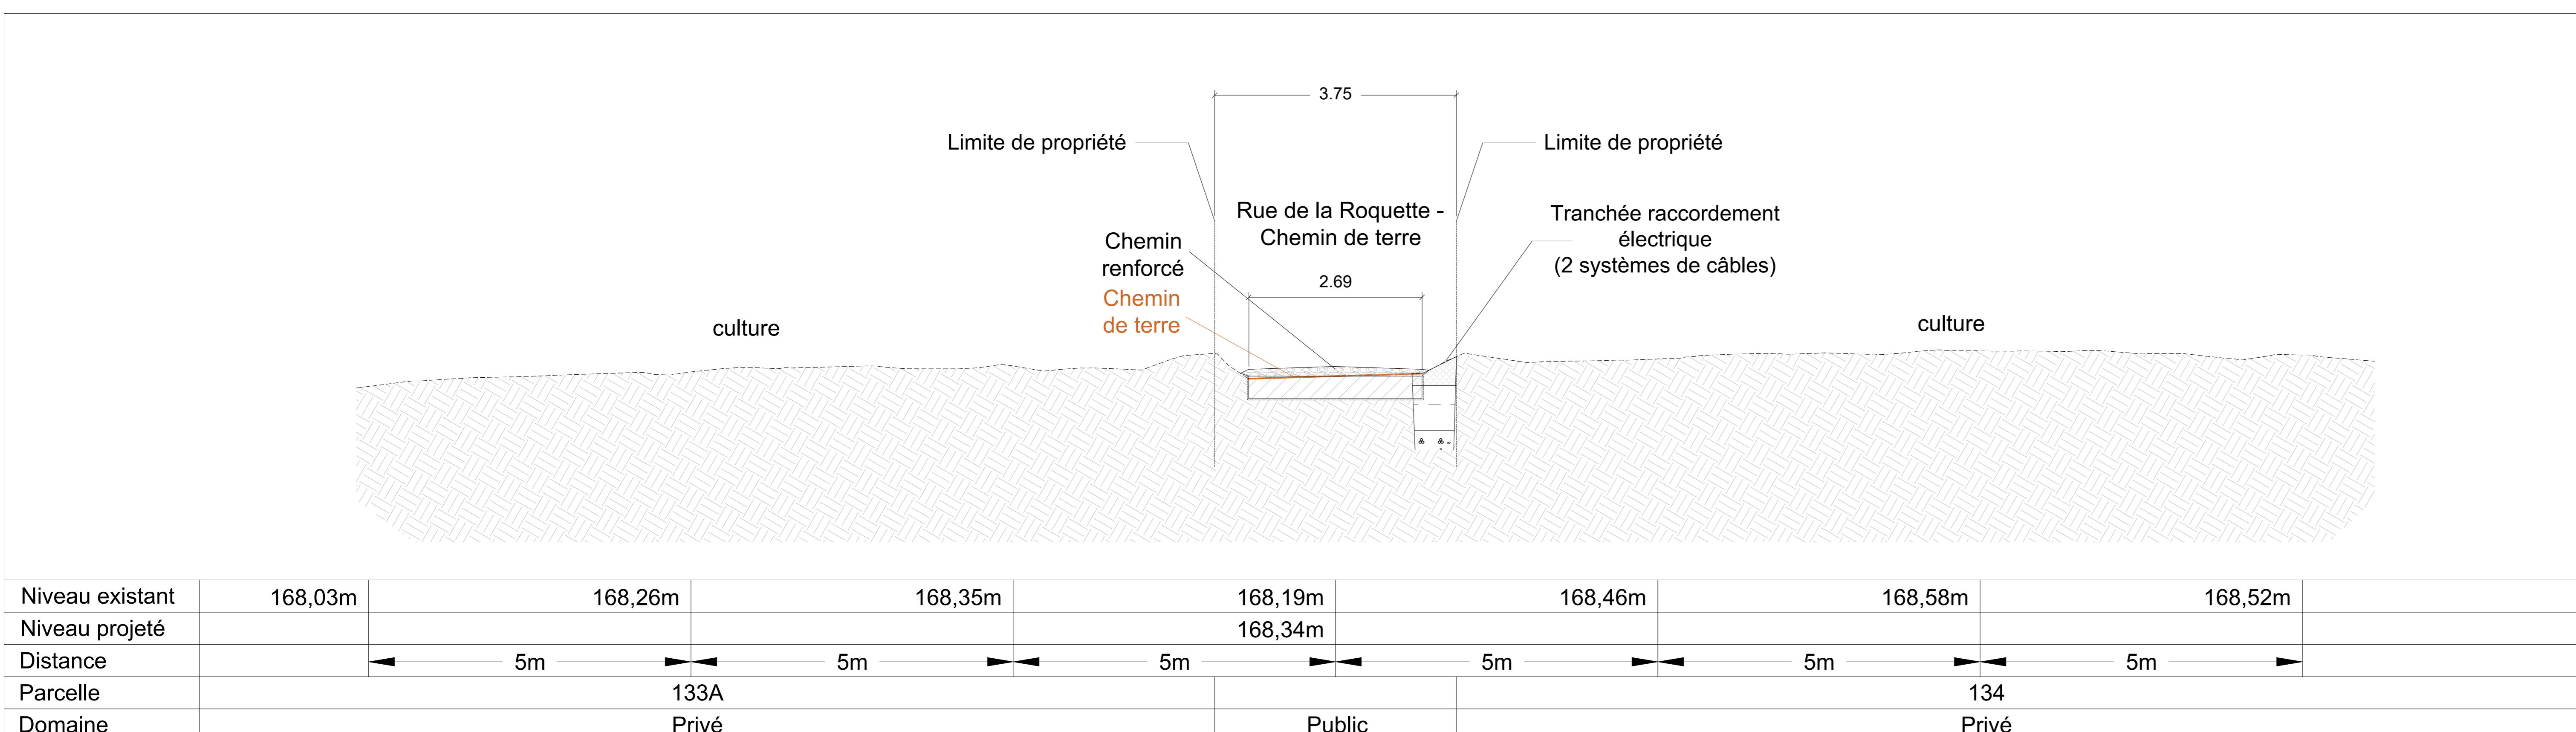 3.75
Limite de propriété
Limite de propriété
Rue de la Roquette -
Chemin de terre
Tranchée raccordement
électrique
(2 systèmes de câbles)
Chemin
renforcé
Chemin
de terre
2.69
culture
culture
Niveau existant 168,03m 168,26m 168,35m 168,19m 168,46m 168,58m 168,52m
Niveau projeté 168,34m
Distance 5m 5m 5m 5m 5m 5m
Parcelle 133A 134
Domaine Privé Public Privé